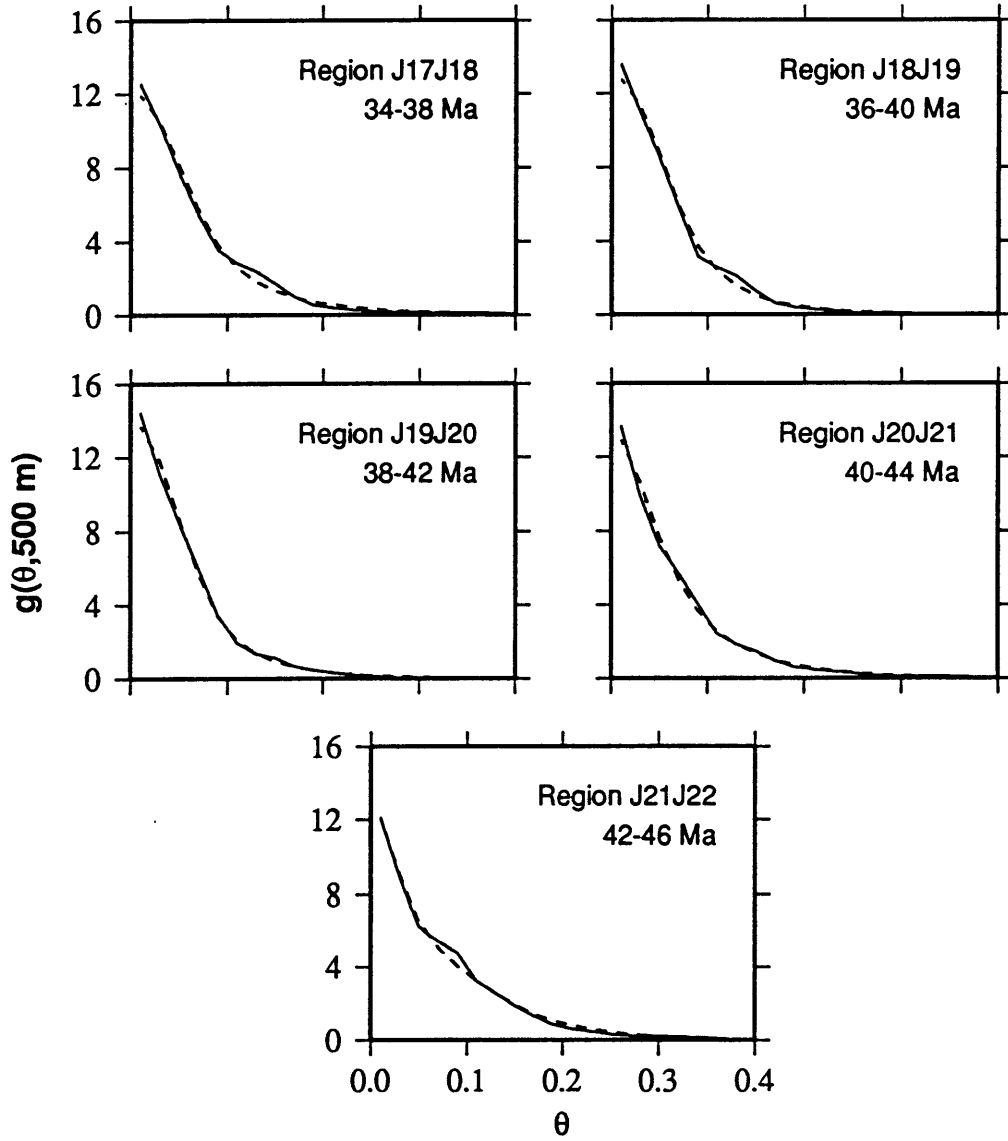 16
12
8
4
0
Region J17J18
34-38 Ma
Region J18J19
36-40 Ma
16
12
8
4
0
Region J19J20
38-42 Ma
Region J20J21
40-44 Ma
g(θ,500 m)
16
12
8
4
0
Region J21J22
42-46 Ma
0.0 0.1 0.2 0.3 0.4
θ